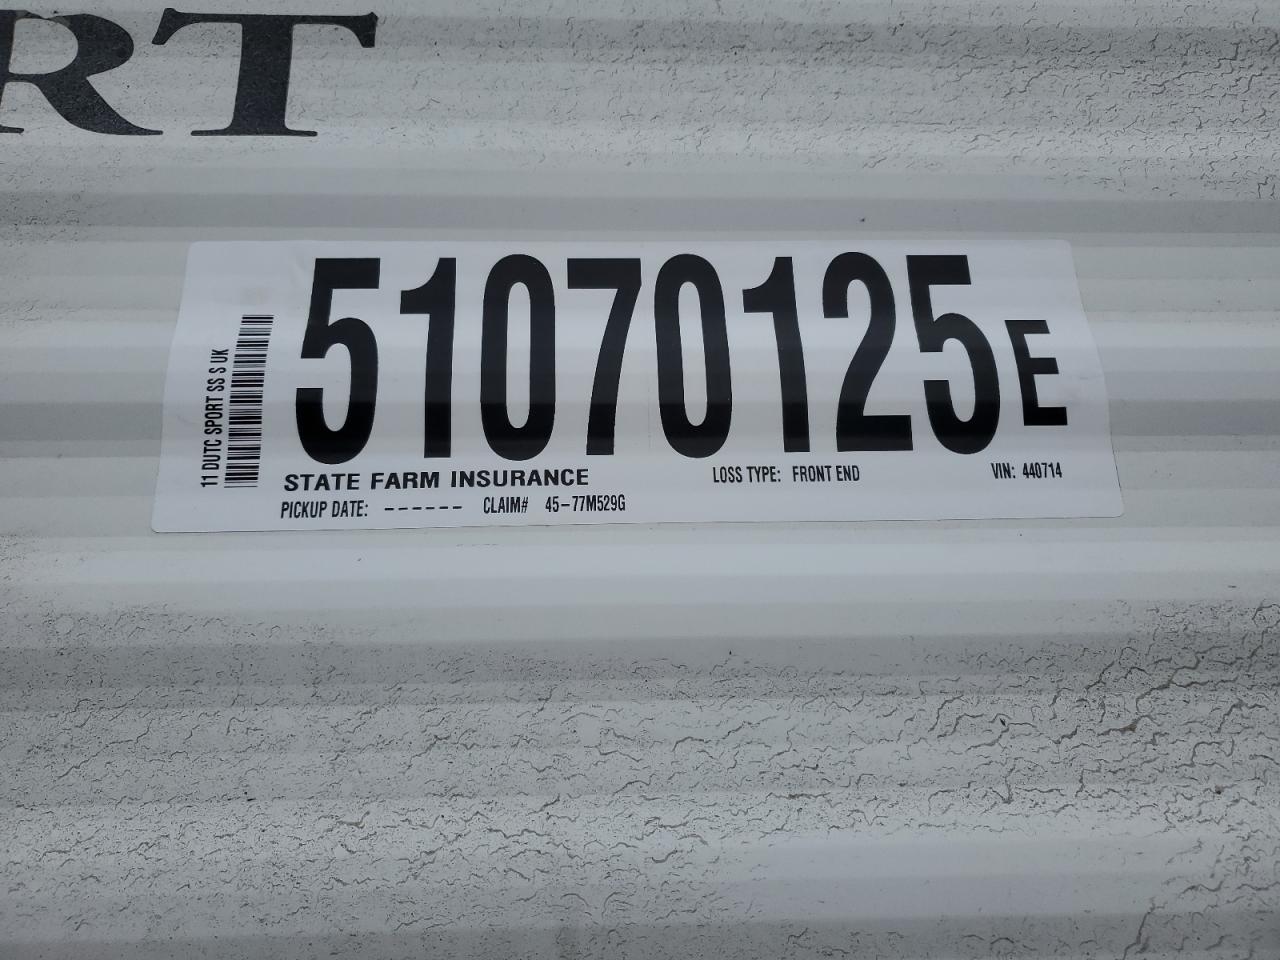 RT
51070125E
11 DUTC SPORT SS S UK
STATE FARM INSURANCE LOSS TYPE: FRONT END VIN: 440714
PICKUP DATE: ------ CLAIM# 45-77M529G